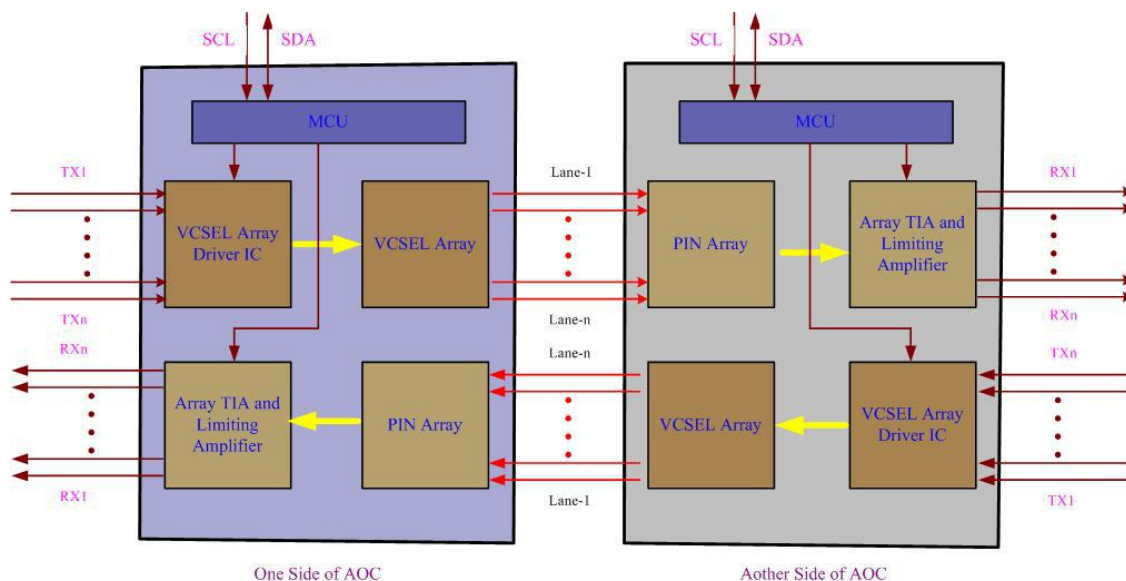 SCL SDA
SCL SDA
MCU
MCU
TX1
Lane-1
RX1
VCSEL Array
Driver IC
VCSEL Array
PIN Array
Array TIA and
Limiting
Amplifier
TXn
Lane-n
RXn
RXn
Lane-n
TXn
Array TIA and
Limiting
Amplifier
PIN Array
VCSEL Array
VCSEL Array
Driver IC
RX1
Lane-1
TX1
One Side of AOC
Aother Side of AOC